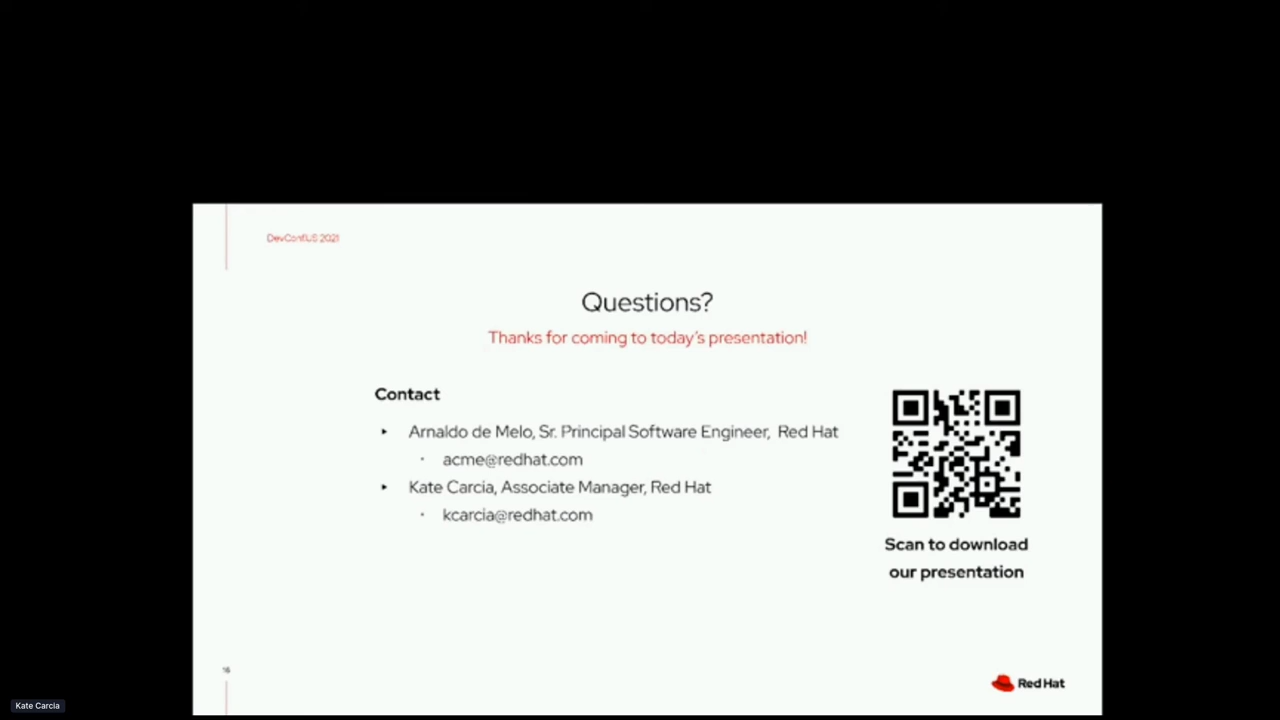 DevConf.US 2021
Questions?
Thanks for coming to today's presentation!
Contact
Arnaldo de Melo, Sr. Principal Software Engineer, Red Hat
acme@redhat.com
Kate Carcia, Associate Manager, Red Hat
kcarcia@redhat.com
Scan to download
our presentation
16
Red Hat
Kate Carcia